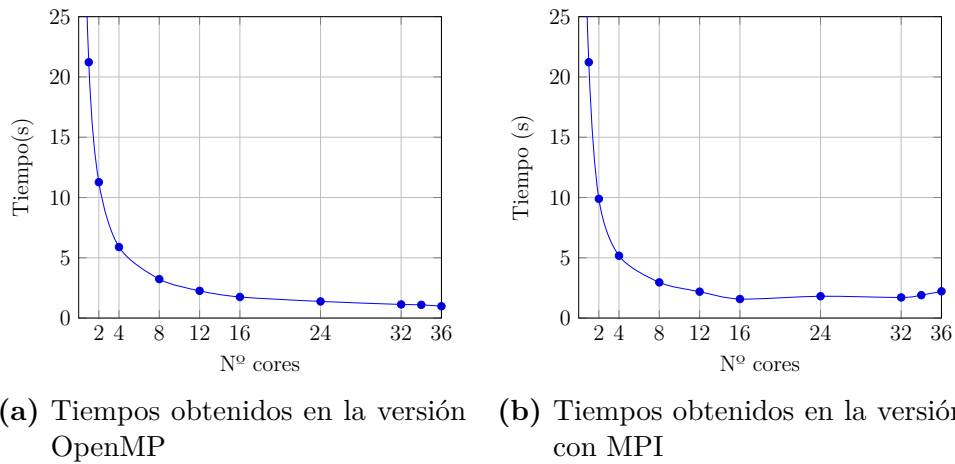 25
20
15
10
5
0
Tiempo(s)
2 4 8 12 16 24 32 36
Nº cores
(a) Tiempos obtenidos en la versión
OpenMP
25
20
15
10
5
0
Tiempo (s)
2 4 8 12 16 24 32 36
Nº cores
(b) Tiempos obtenidos en la versión
con MPI